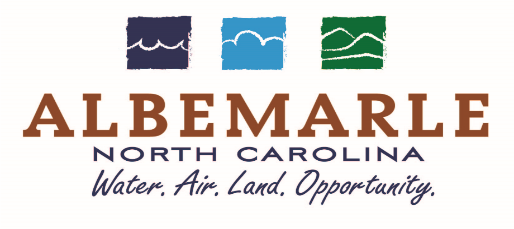 ALBEMARLE
NORTH CAROLINA
Water. Air. Land. Opportunity.